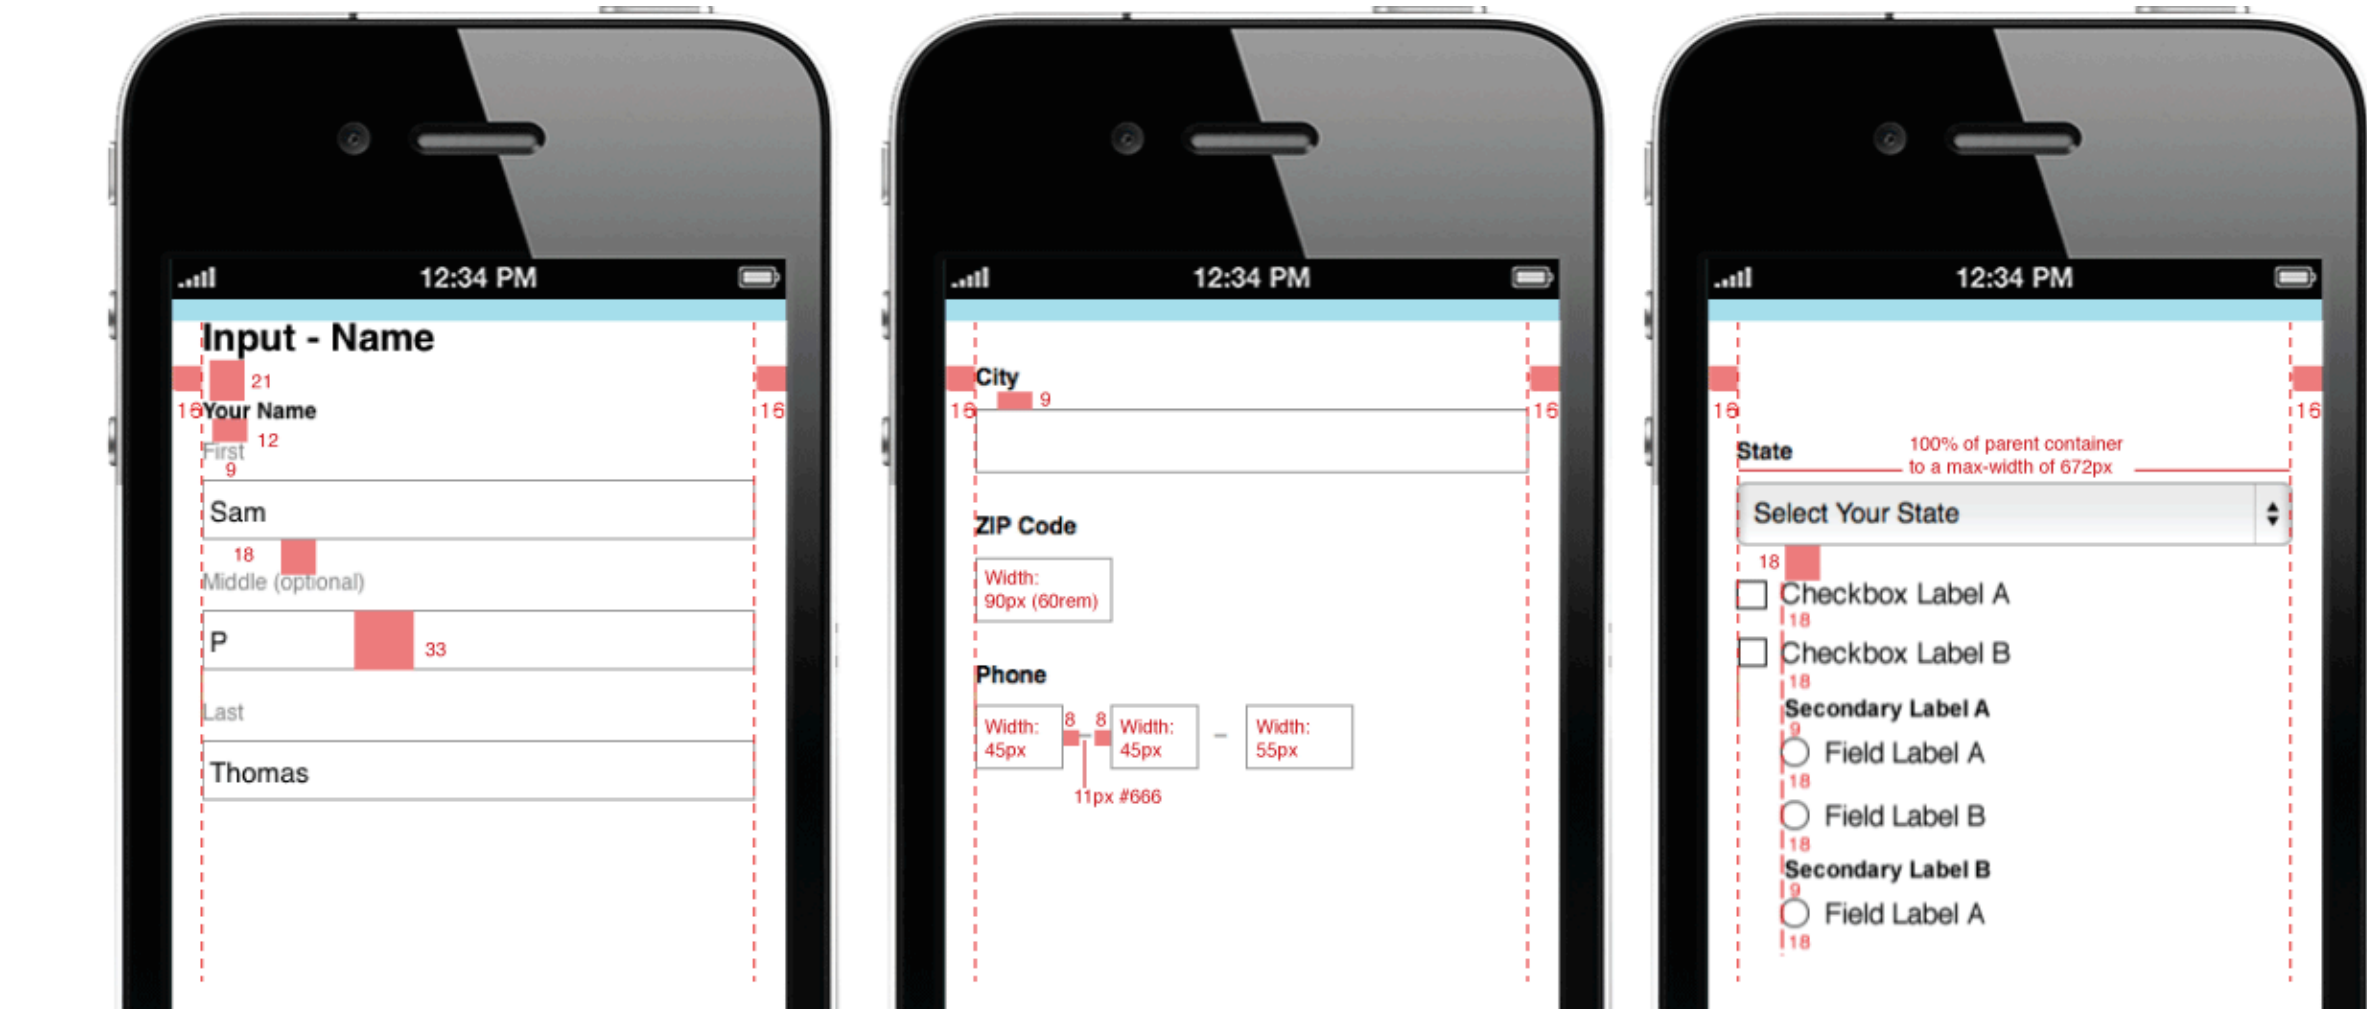 12:34 PM
Input - Name
21
16
16
Your Name
12
First
9
Sam
18
Middle (optional)
P
33
Last
Thomas
12:34 PM
City
16
9
16
ZIP Code
Width:
90px (60rem)
Phone
8
8
Width:
45px
Width:
45px
–
Width:
55px
11px #666
12:34 PM
16
16
State
100% of parent container
to a max-width of 672px
Select Your State
18
Checkbox Label A
18
Checkbox Label B
18
Secondary Label A
9
Field Label A
18
Field Label B
18
Secondary Label B
9
Field Label A
18